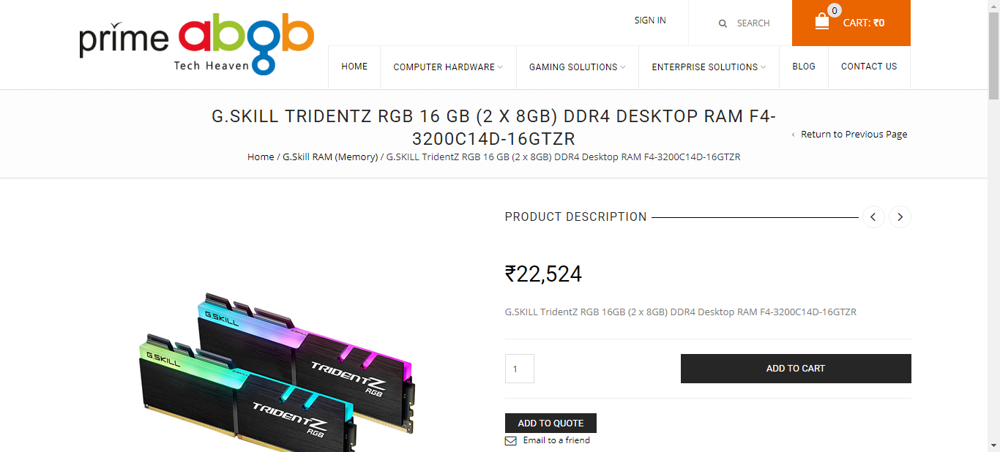 prime abgb
Tech Heaven
SIGN IN
SEARCH
0
CART: ₹0
HOME
COMPUTER HARDWARE
GAMING SOLUTIONS
ENTERPRISE SOLUTIONS
BLOG
CONTACT US
G.SKILL TRIDENTZ RGB 16 GB (2 X 8GB) DDR4 DESKTOP RAM F4-
3200C14D-16GTZR
‹ Return to Previous Page
Home / G.Skill RAM (Memory) / G.SKILL TridentZ RGB 16 GB (2 x 8GB) DDR4 Desktop RAM F4-3200C14D-16GTZR
PRODUCT DESCRIPTION
₹22,524
G.SKILL TridentZ RGB 16GB (2 x 8GB) DDR4 Desktop RAM F4-3200C14D-16GTZR
1
ADD TO CART
ADD TO QUOTE
Email to a friend
G.SKILL
G.SKILL
TRIDENTZ
RGB
G.SKILL
G.SKILL
TRIDENTZ
RGB